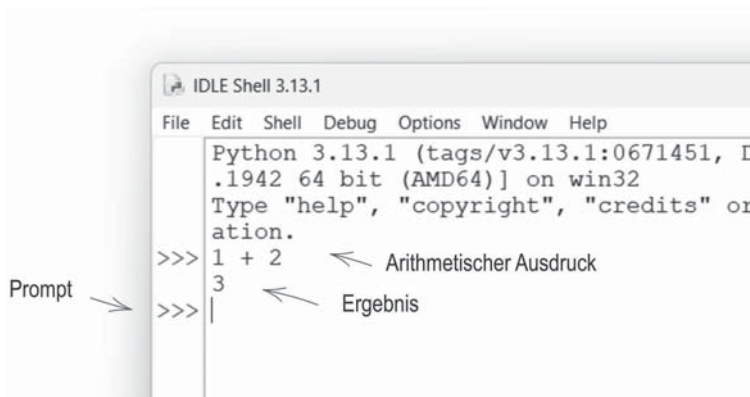 IDLE Shell 3.13.1
File Edit Shell Debug Options Window Help
Python 3.13.1 (tags/v3.13.1:0671451, D
.1942 64 bit (AMD64)] on win32
Type "help", "copyright", "credits" or
ation.
>>> 1 + 2 Arithmetischer Ausdruck
3
Ergebnis
Prompt
>>>